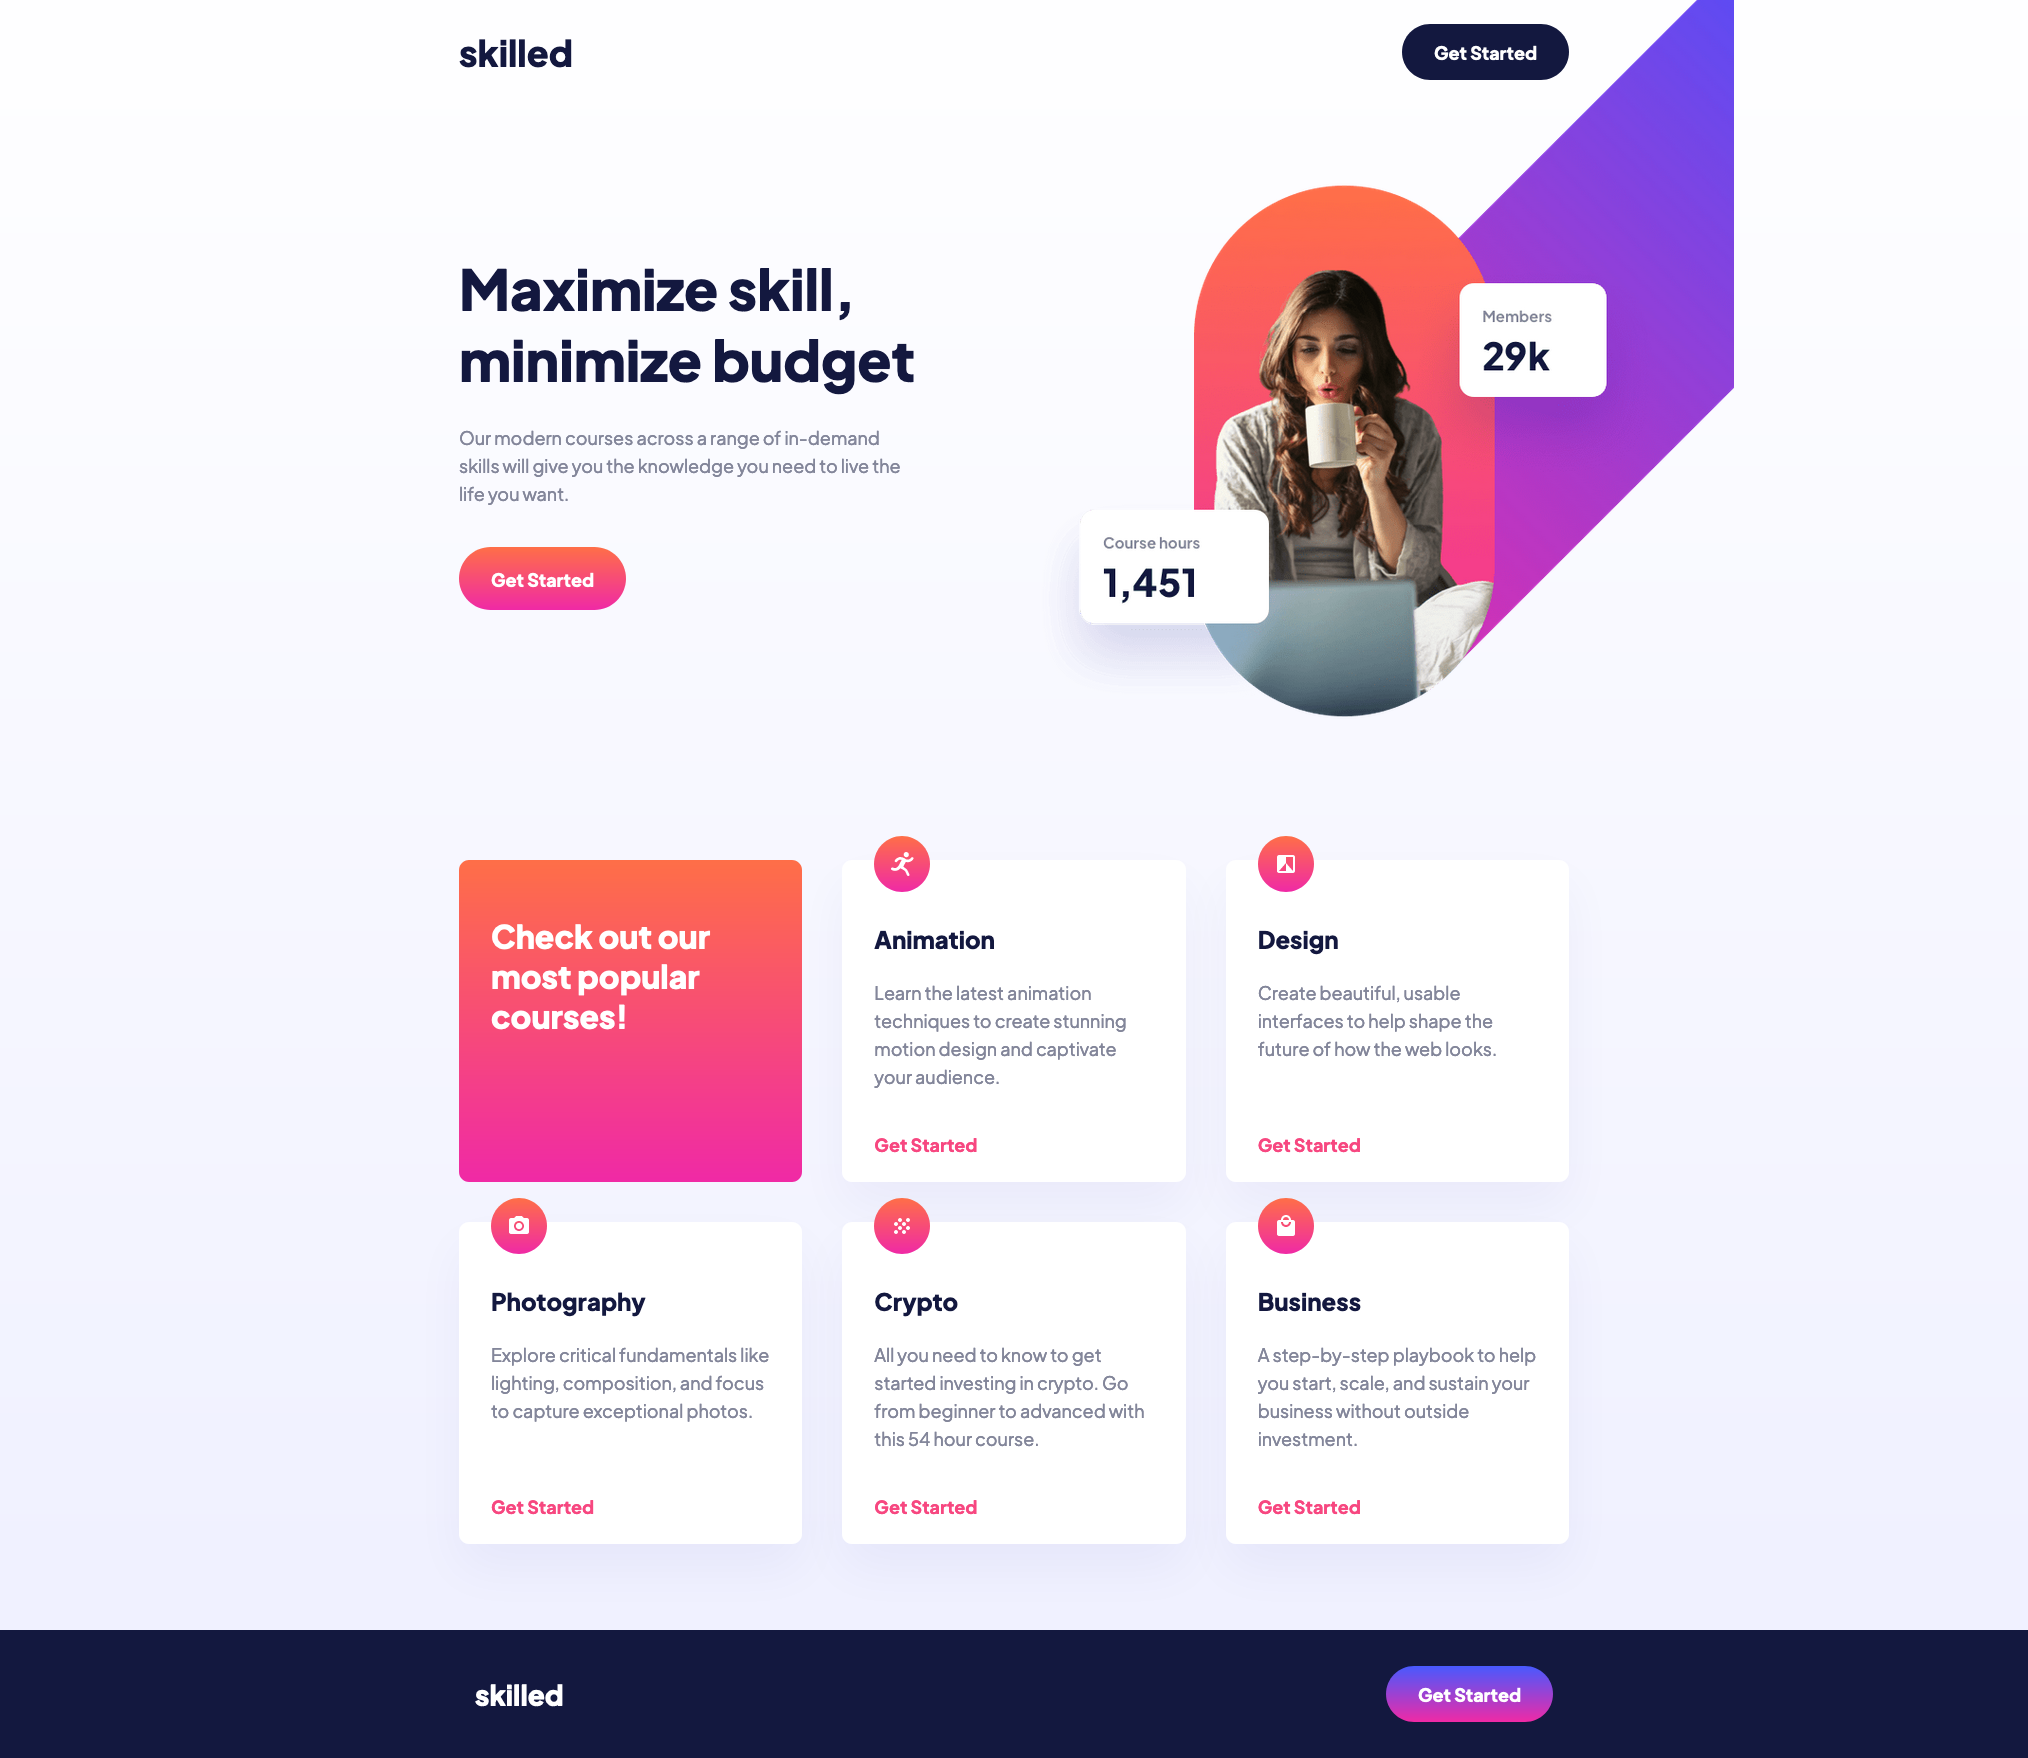 skilled
Get Started
Maximize skill,
minimize budget
Our modern courses across a range of in-demand
skills will give you the knowledge you need to live the
life you want.
Get Started
Members
29k
Course hours
1,451
Check out our
most popular
courses!
Animation
Learn the latest animation
techniques to create stunning
motion design and captivate
your audience.
Get Started
Design
Create beautiful, usable
interfaces to help shape the
future of how the web looks.
Get Started
Photography
Explore critical fundamentals like
lighting, composition, and focus
to capture exceptional photos.
Get Started
Crypto
All you need to know to get
started investing in crypto. Go
from beginner to advanced with
this 54 hour course.
Get Started
Business
A step-by-step playbook to help
you start, scale, and sustain your
business without outside
investment.
Get Started
skilled
Get Started